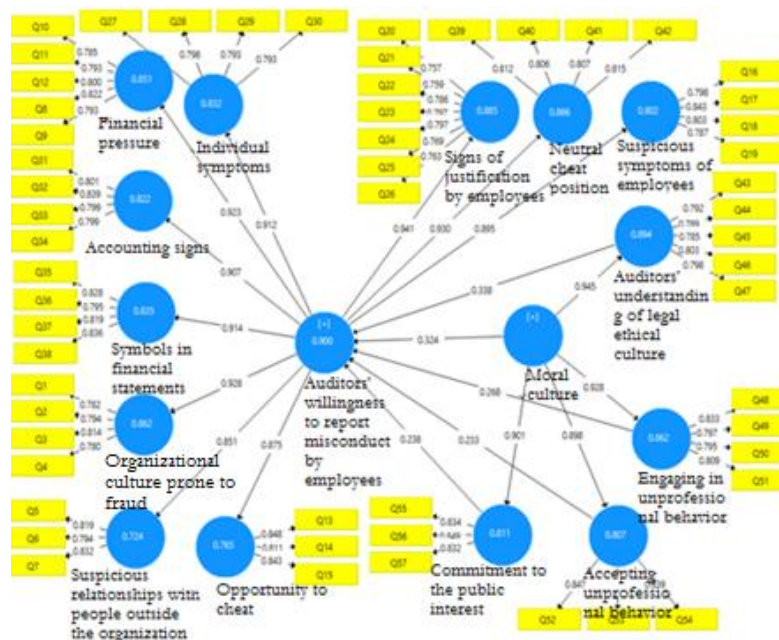 Q10
Q27
Q28
Q29
Q30
Q11
Q12
Q8
Q9
0.785
0.793
0.800
0.822
0.793
0.798
0.793
0.793
0.851
0.832
Financial
pressure
Individual
symptoms
Q20
Q39
Q40
Q41
Q42
Q21
Q22
Q23
Q24
Q25
Q26
0.757
0.759
0.786
0.797
0.769
0.763
0.812
0.806
0.807
0.815
0.885
0.866
0.802
Q16
Q17
Q18
Q19
0.798
0.843
0.803
0.787
Signs of
justification
by employees
Neutral
cheat
position
Suspicious
symptoms of
employees
Q31
Q32
Q33
Q34
0.801
0.839
0.799
0.799
0.822
Accounting signs
0.923
0.912
0.907
0.941
0.930
0.895
Q43
Q44
Q45
Q46
Q47
0.792
0.799
0.785
0.803
0.798
0.894
Auditors'
understandin
g of legal
ethical
culture
Q35
Q36
Q37
Q38
0.828
0.795
0.819
0.836
0.835
Symbols in
financial
statements
0.914
0.338
0.945
[+]
0.900
0.324
[+]
Auditors'
willingness
to report
misconduct
by
employees
Moral
culture
Q1
Q2
Q3
Q4
0.782
0.794
0.814
0.780
0.862
Organizational
culture prone to
fraud
0.928
0.851
0.875
0.268
0.928
0.238
0.233
0.901
0.898
Q48
Q49
Q50
Q51
0.833
0.797
0.795
0.809
0.862
Engaging in
unprofessio
nal behavior
Q5
Q6
Q7
0.819
0.794
0.832
0.724
Suspicious
relationships with
people outside
the organization
0.765
Opportunity to
cheat
0.848
0.811
0.843
Q13
Q14
Q15
Q55
Q56
Q57
0.834
0.832
0.811
Commitment to
the public
interest
0.807
Accepting
unprofessio
nal behavior
0.847
Q52
Q54